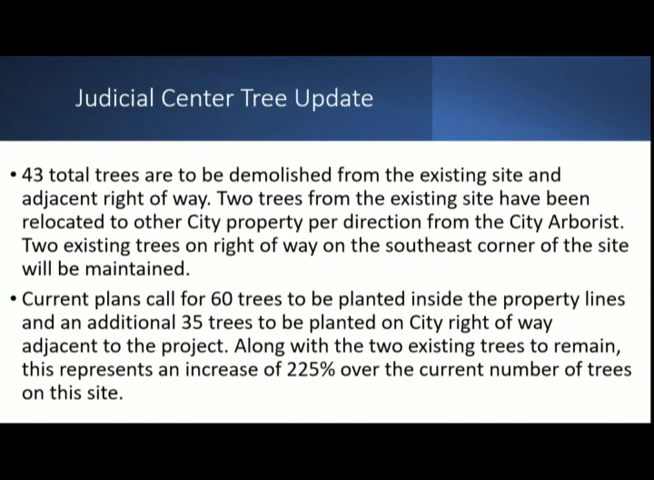 Judicial Center Tree Update
• 43 total trees are to be demolished from the existing site and
adjacent right of way. Two trees from the existing site have been
relocated to other City property per direction from the City Arborist.
Two existing trees on right of way on the southeast corner of the site
will be maintained.
• Current plans call for 60 trees to be planted inside the property lines
and an additional 35 trees to be planted on City right of way
adjacent to the project. Along with the two existing trees to remain,
this represents an increase of 225% over the current number of trees
on this site.